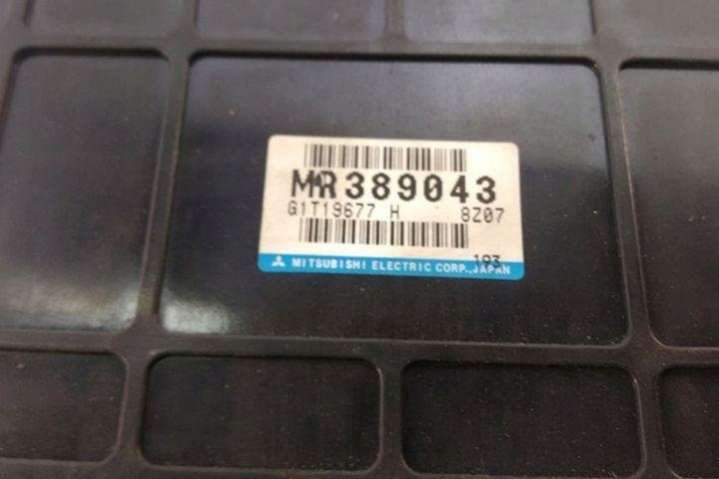 MR389043
G1T19677 H 8Z07
193
MITSUBISHI ELECTRIC CORP.,JAPAN